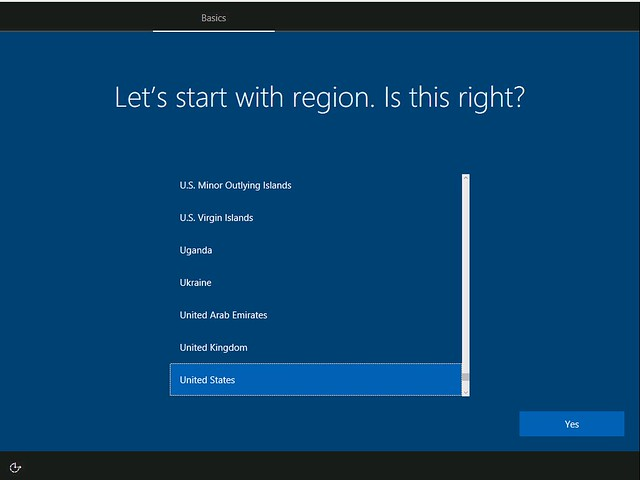 Basics
Let's start with region. Is this right?
U.S. Minor Outlying Islands
U.S. Virgin Islands
Uganda
Ukraine
United Arab Emirates
United Kingdom
United States
Yes